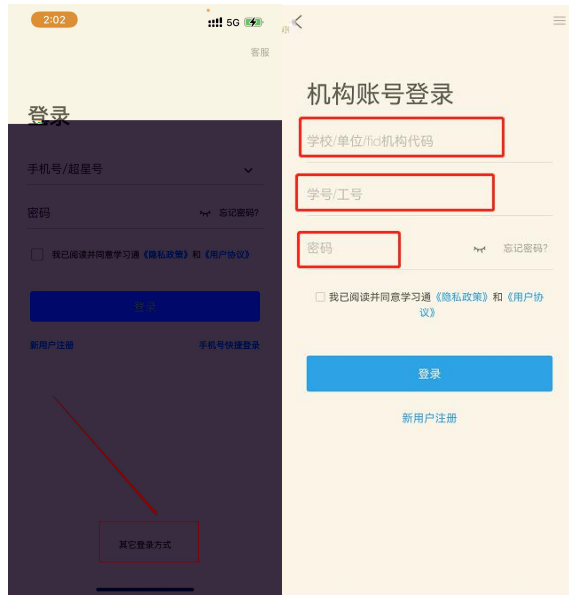 2:02
5G
客服
登录
手机号/超星号
密码
忘记密码?
我已阅读并同意学习通《隐私政策》和《用户协议》
登录
新用户注册
手机号快捷登录
其它登录方式
机构账号登录
学校/单位/fid机构代码
学号/工号
密码
忘记密码?
我已阅读并同意学习通《隐私政策》和《用户协
议》
登录
新用户注册